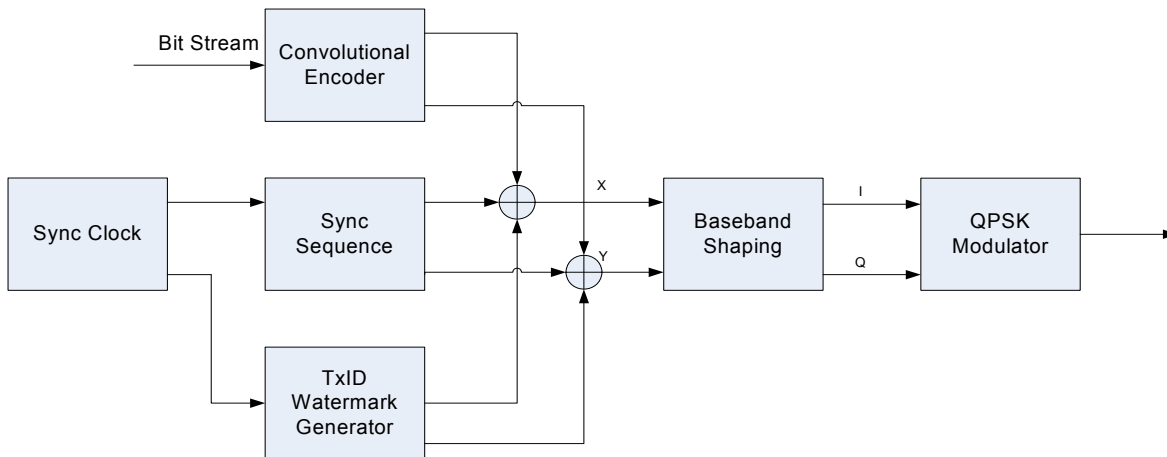 Bit Stream
Convolutional
Encoder
Sync Clock
Sync
Sequence
X
Y
Baseband
Shaping
I
Q
QPSK
Modulator
TxID
Watermark
Generator